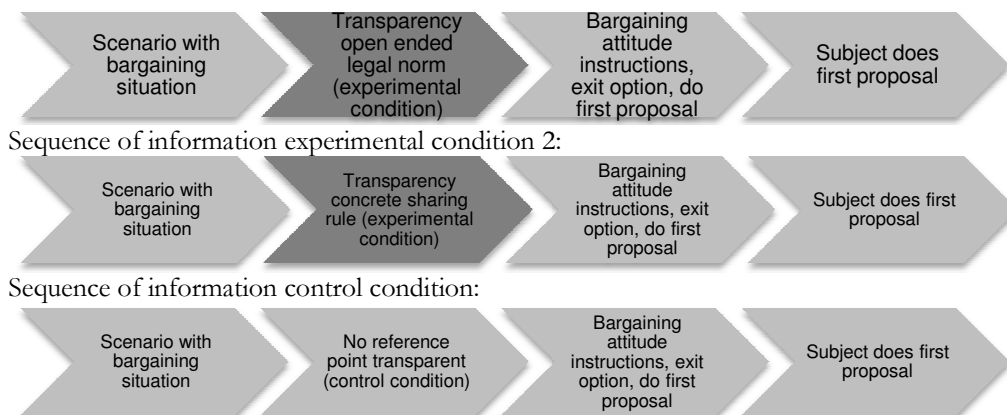 Scenario with
bargaining
situation
Transparency
open ended
legal norm
(experimental
condition)
Bargaining
attitude
instructions,
exit option, do
first proposal
Subject does
first proposal
Sequence of information experimental condition 2:
Scenario with
bargaining
situation
Transparency
concrete sharing
rule (experimental
condition)
Bargaining
attitude
instructions, exit
option, do first
proposal
Subject does first
proposal
Sequence of information control condition:
Scenario with
bargaining
situation
No reference
point transparent
(control condition)
Bargaining
attitude
instructions, exit
option, do first
proposal
Subject does first
proposal